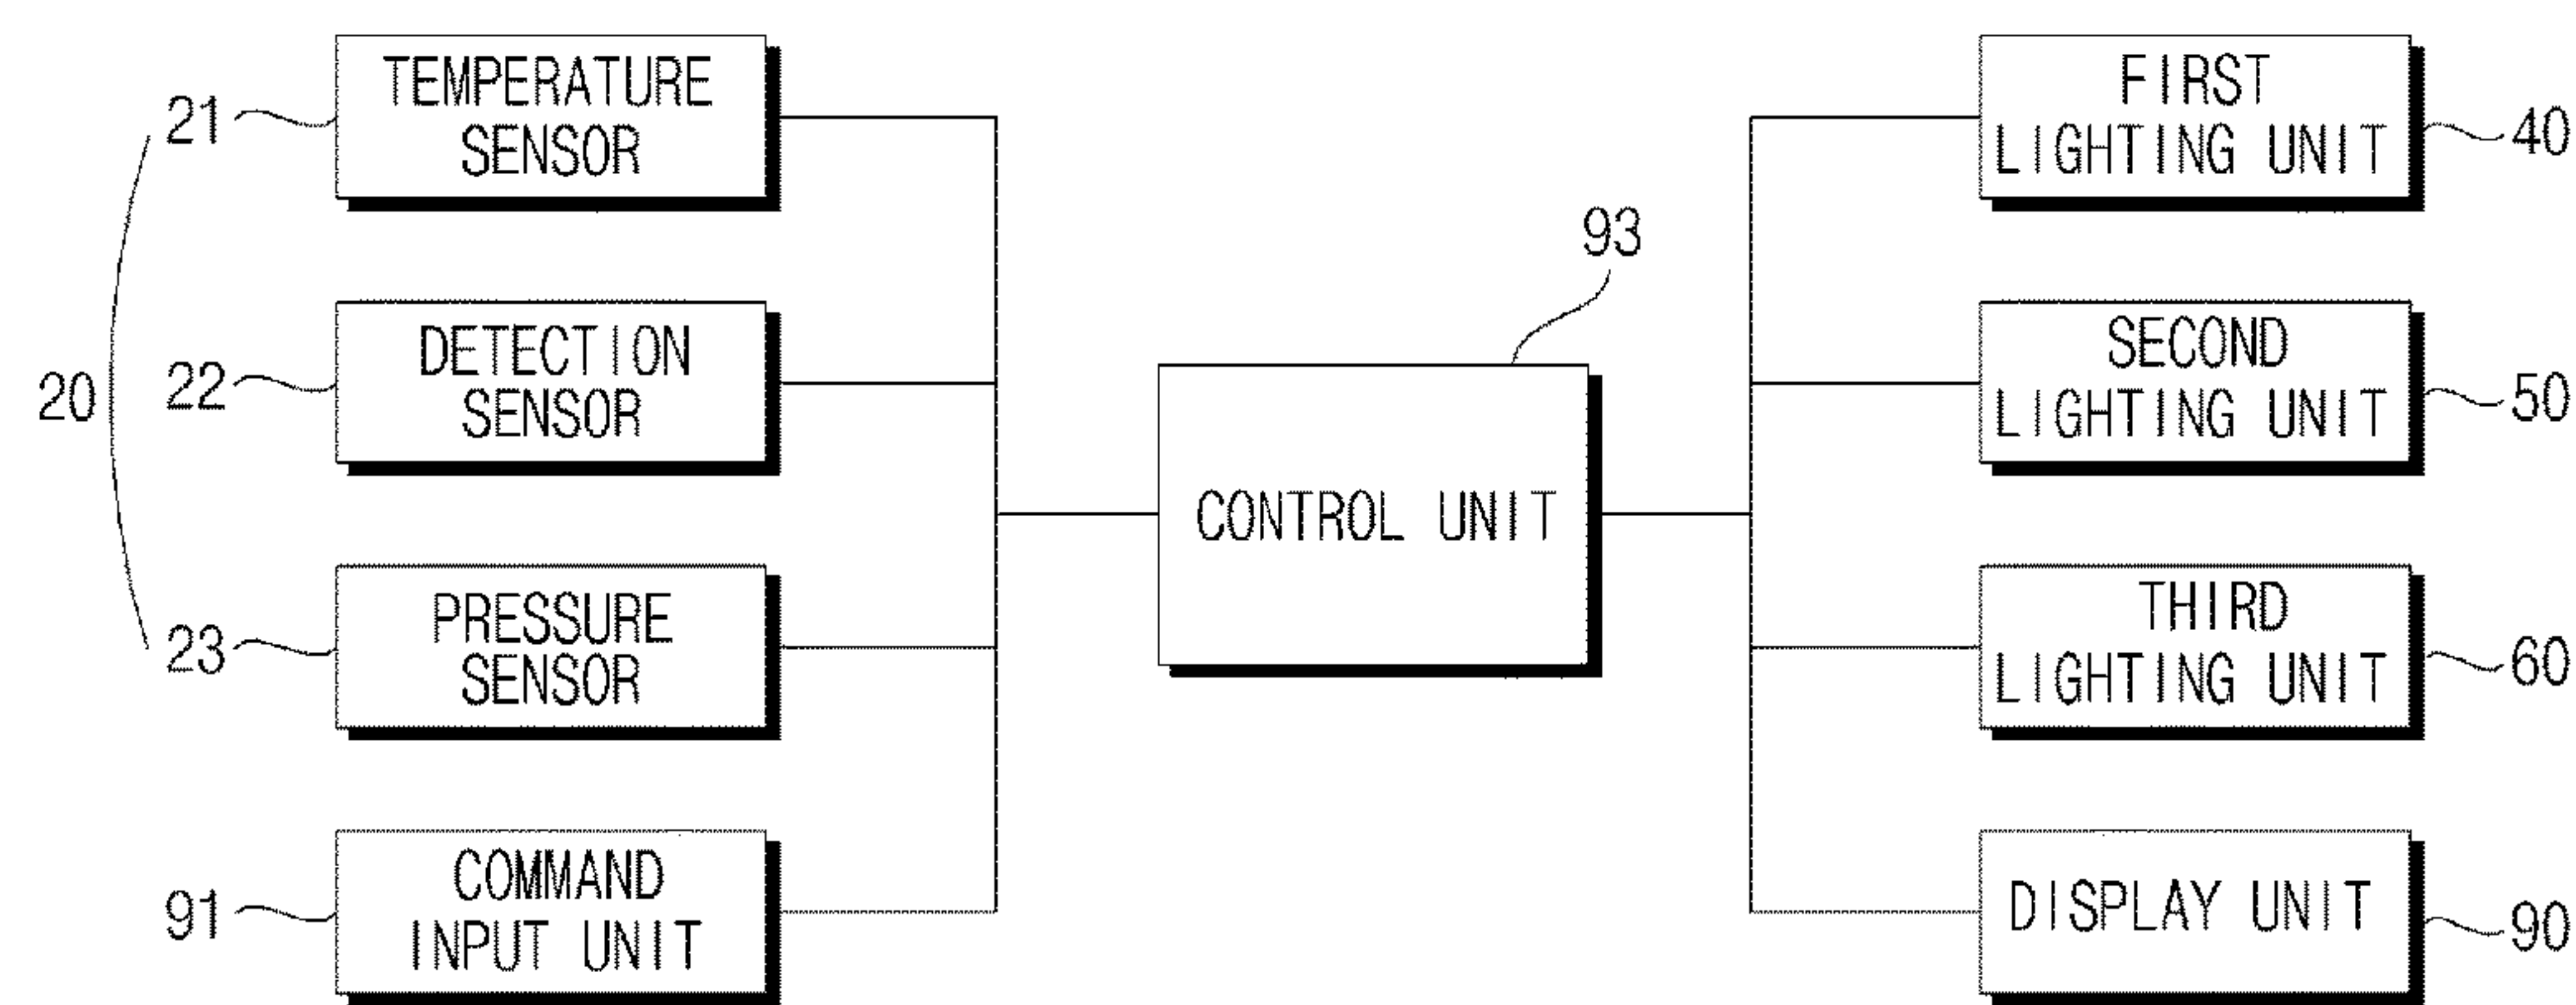 TEMPERATURE
SENSOR
21
DETECTION
SENSOR
22
20
PRESSURE
SENSOR
23
COMMAND
INPUT UNIT
91
CONTROL UNIT
93
FIRST
LIGHTING UNIT
40
SECOND
LIGHTING UNIT
50
THIRD
LIGHTING UNIT
60
DISPLAY UNIT
90